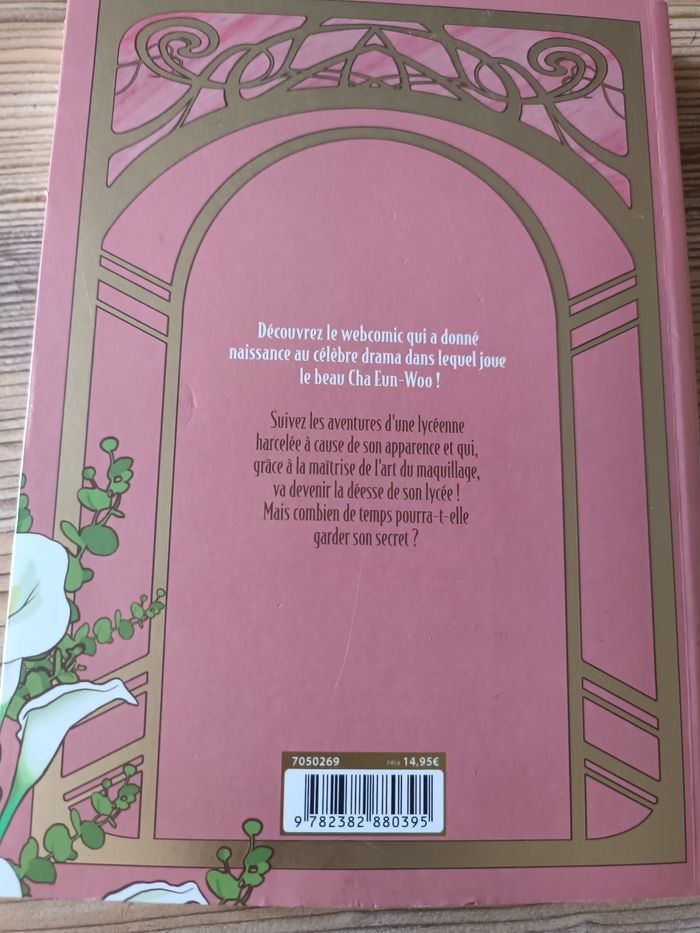 Découvrez le webcomic qui a donné
naissance au célèbre drama dans lequel joue
le beau Cha Eun-Woo !
Suivez les aventures d'une lycéenne
harcelée à cause de son apparence et qui,
grâce à la maîtrise de l'art du maquillage,
va devenir la déesse de son lycée !
Mais combien de temps pourra-t-elle
garder son secret ?
7050269 PRIX 14,95€
9 782382 880395